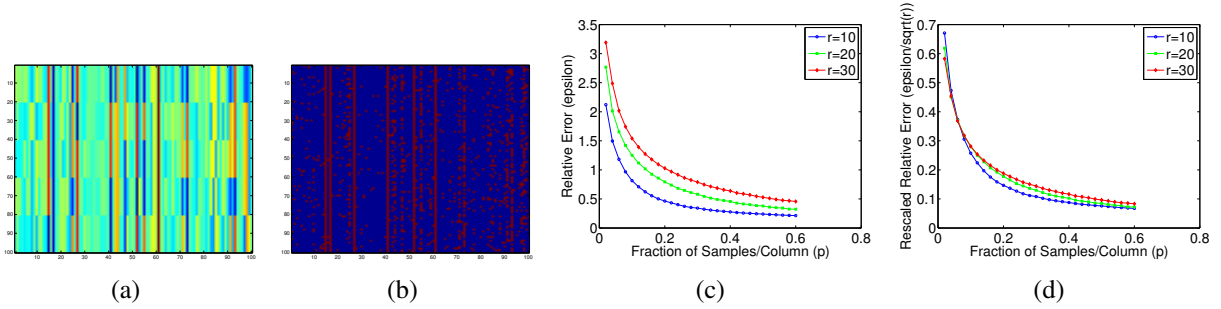 10
20
30
40
50
60
70
80
90
100
10 20 30 40 50 60 70 80 90 100
(a)
10
20
30
40
50
60
70
80
90
100
10 20 30 40 50 60 70 80 90 100
(b)
Relative Error (epsilon)
3.5
3
2.5
2
1.5
1
0.5
0
0 0.2 0.4 0.6 0.8
Fraction of Samples/Column (p)
r=10
r=20
r=30
(c)
Rescaled Relative Error (epsilon/sqrt(r))
0.7
0.6
0.5
0.4
0.3
0.2
0.1
0
0 0.2 0.4 0.6 0.8
Fraction of Samples/Column (p)
r=10
r=20
r=30
(d)